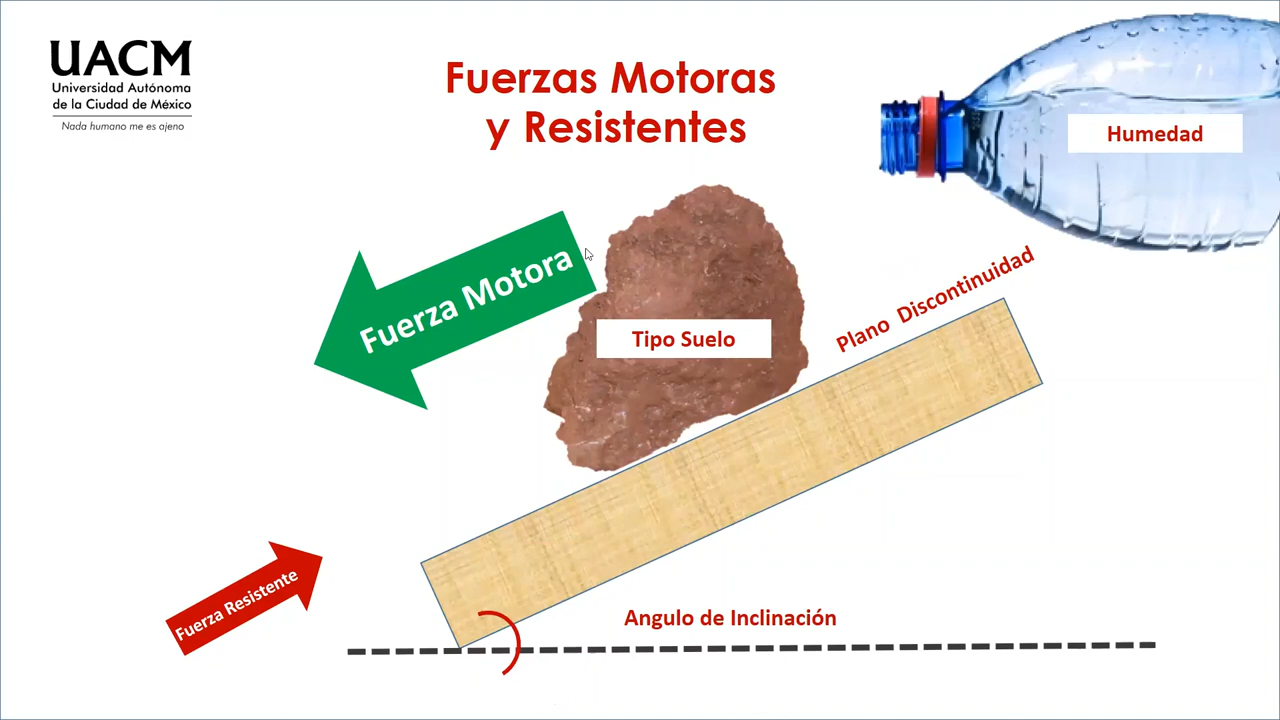 UACM
Universidad Autónoma
de la Ciudad de México
Nada humano me es ajeno
Fuerzas Motoras
y Resistentes
Humedad
Fuerza Motora
Tipo Suelo
Plano Discontinuidad
Fuerza Resistente
Angulo de Inclinación